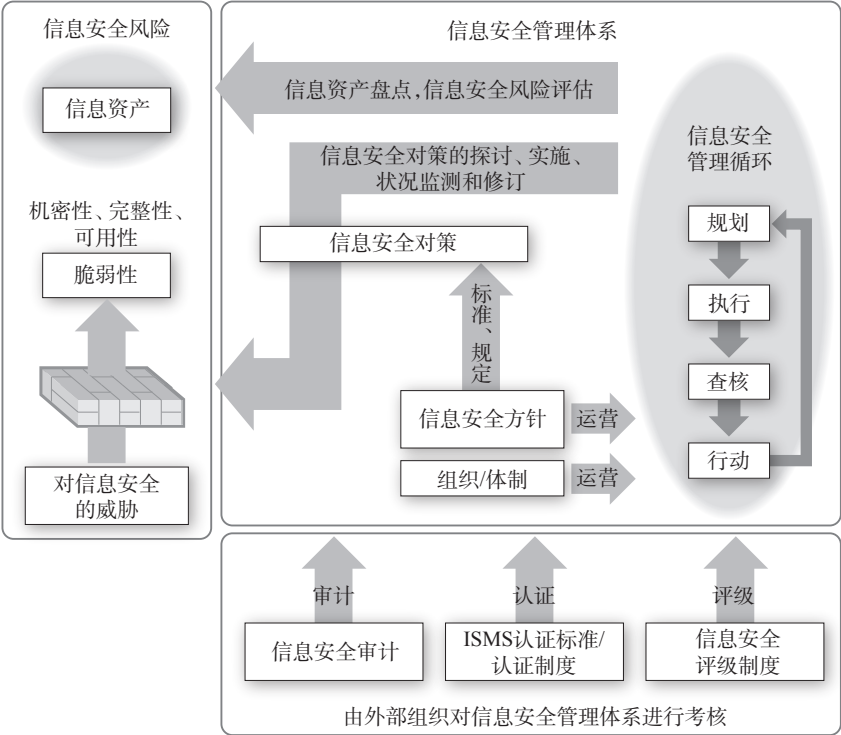 信息安全风险
信息资产
机密性、完整性、
可用性
脆弱性
对信息安全
的威胁
信息安全管理体系
信息资产盘点,信息安全风险评估
信息安全对策的探讨、实施、
状况监测和修订
信息安全对策
标准、规定
信息安全方针
运营
组织/体制
运营
信息安全
管理循环
规划
执行
查核
行动
审计
认证
评级
信息安全审计
ISMS认证标准/
认证制度
信息安全
评级制度
由外部组织对信息安全管理体系进行考核